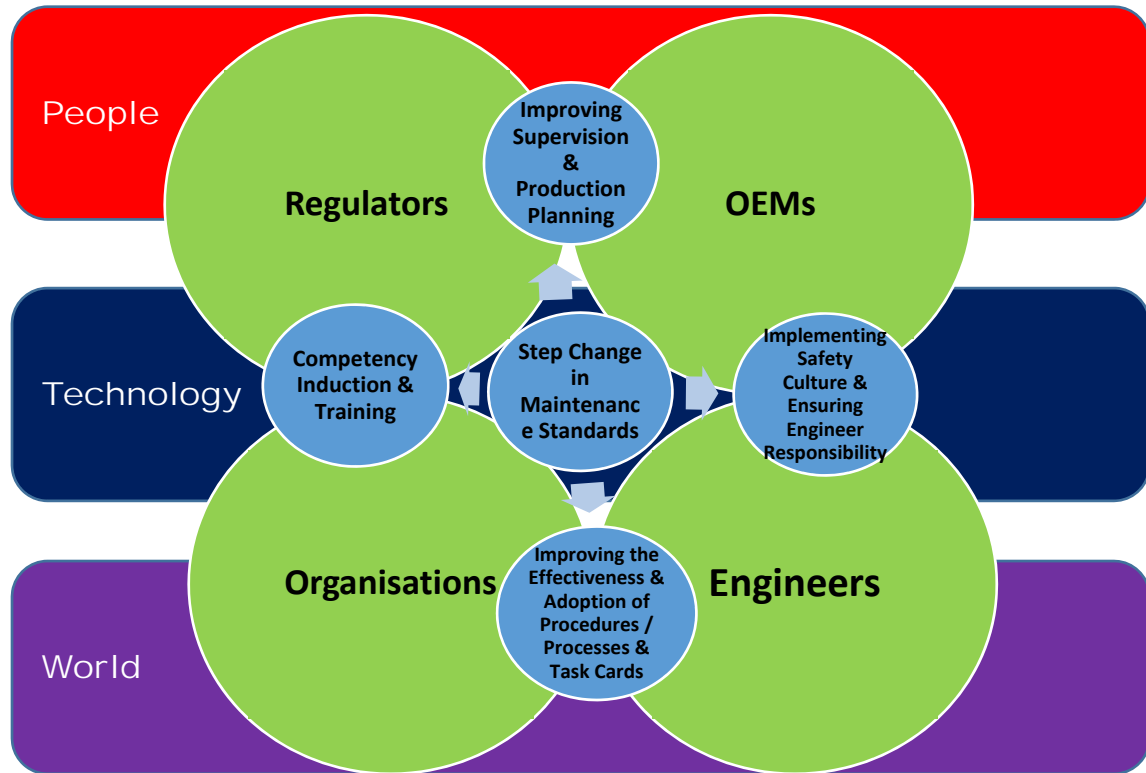 People
Improving
Supervision
&
Production
Planning
Regulators
OEMs
Technology
Competency
Induction &
Training
Step Change
in
Maintenanc
e Standards
Implementing
Safety
Culture &
Ensuring
Engineer
Responsibility
World
Organisations
Improving the
Effectiveness &
Adoption of
Procedures /
Processes &
Task Cards
Engineers